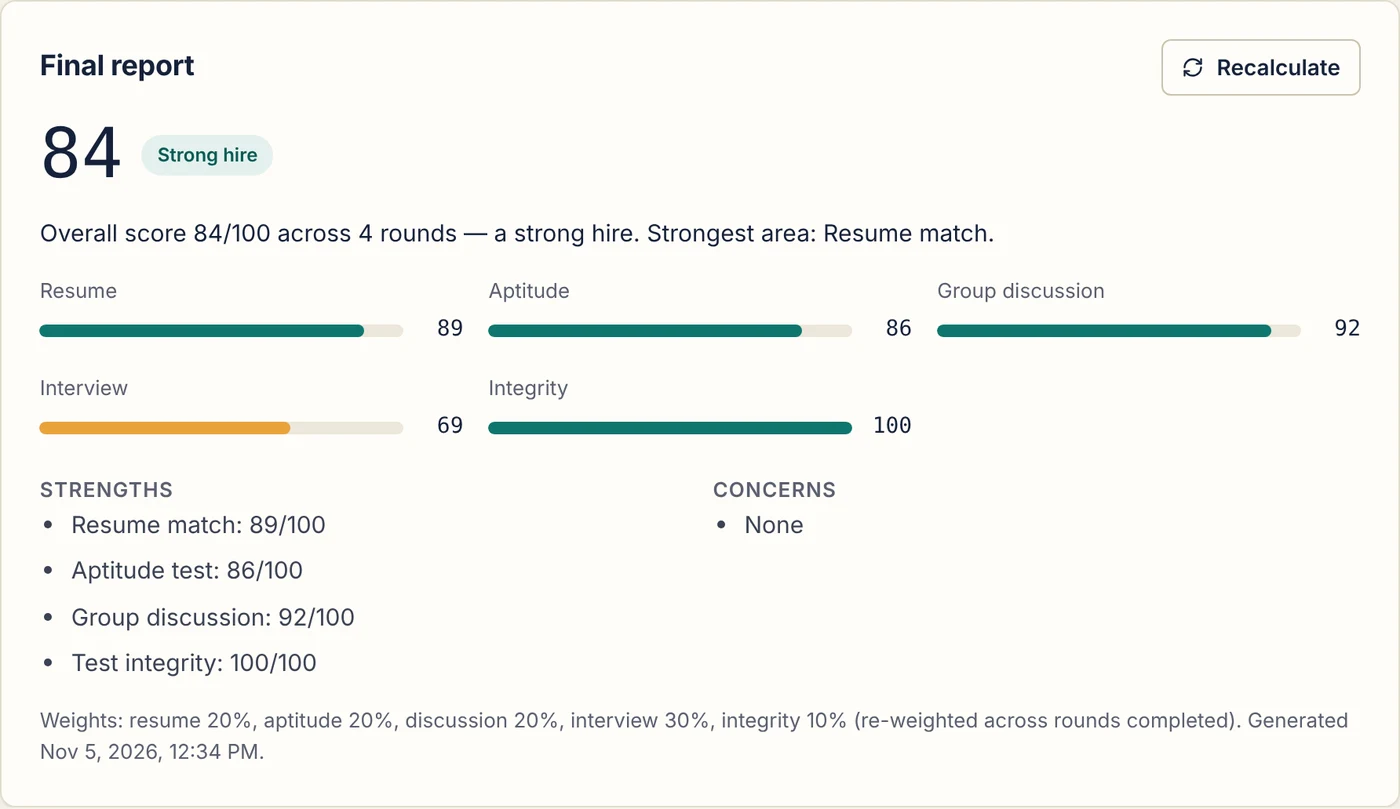 Final report
Recalculate
84
Strong hire
Overall score 84/100 across 4 rounds — a strong hire. Strongest area: Resume match.
Resume
89
Aptitude
86
Group discussion
92
Interview
69
Integrity
100
STRENGTHS
• Resume match: 89/100
• Aptitude test: 86/100
• Group discussion: 92/100
• Test integrity: 100/100
CONCERNS
• None
Weights: resume 20%, aptitude 20%, discussion 20%, interview 30%, integrity 10% (re-weighted across rounds completed). Generated
Nov 5, 2026, 12:34 PM.